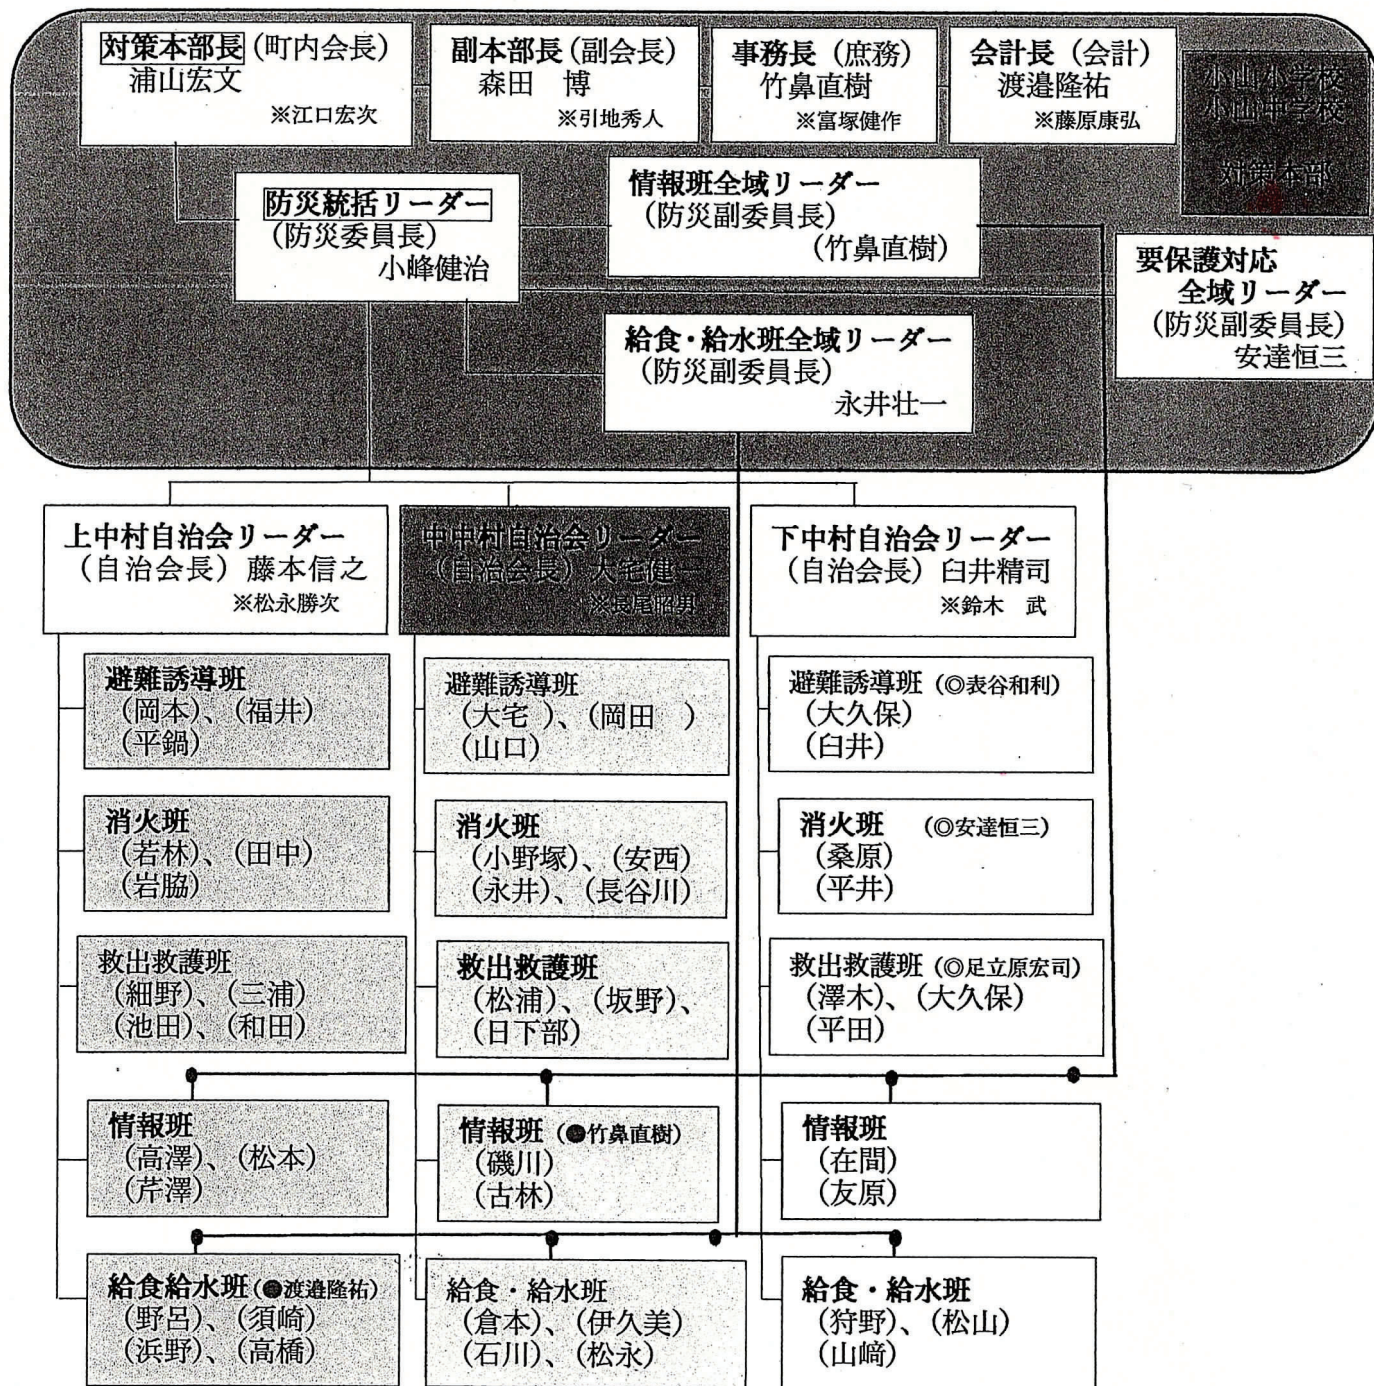 対策本部長（町内会長）
浦山宏文
※江口宏次
副本部長（副会長）
森田　博
※引地秀人
事務長（庶務）
竹鼻直樹
※富塚健作
会計長（会計）
渡邉隆祐
※藤原康弘
小山小学校
小山中学校
対策本部
防災統括リーダー
（防災委員長）
小峰健治
情報班全域リーダー
（防災副委員長）
（竹鼻直樹）
要保護対応
全域リーダー
（防災副委員長）
安達恒三
給食・給水班全域リーダー
（防災副委員長）
永井壮一
上中村自治会リーダー
（自治会長）藤本信之
※松永勝次
中中村自治会リーダー
（自治会長）大宅健一
※長尾昭男
下中村自治会リーダー
（自治会長）臼井精司
※鈴木　武
避難誘導班
（岡本）、（福井）
（平鍋）
避難誘導班
（大宅 ）、（岡田　）
（山口）
避難誘導班（◎表谷和利）
（大久保）
（臼井）
消火班
（若林）、（田中）
（岩脇）
消火班
（小野塚）、（安西）
（永井）、（長谷川）
消火班　（◎安達恒三）
（桑原）
（平井）
救出救護班
（細野）、（三浦）
（池田）、（和田）
救出救護班
（松浦）、（坂野）、
（日下部）
救出救護班（◎足立原宏司）
（澤木）、（大久保）
（平田）
情報班
（高澤）、（松本）
（芹澤）
情報班（●竹鼻直樹）
（磯川）
（古林）
情報班
（在間）
（友原）
給食給水班（●渡邉隆祐）
（野呂）、（須崎）
（浜野）、（高橋）
給食・給水班
（倉本）、（伊久美）
（石川）、（松永）
給食・給水班
（狩野）、（松山）
（山﨑）